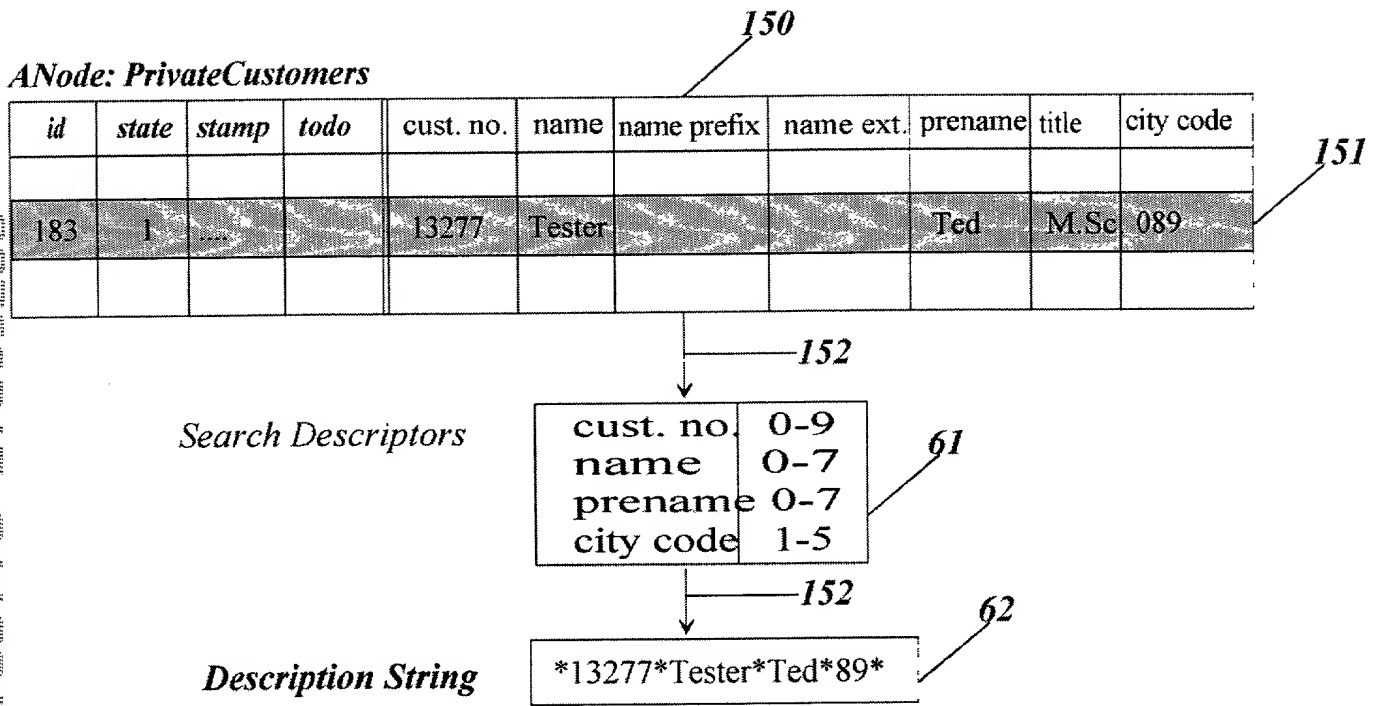 150
ANode: PrivateCustomers
id state stamp todo cust. no. name name prefix name ext. prename title city code
151
183 1 ..... 13277 Tester Ted M.Sc. 089
152
Search Descriptors
cust. no. 0-9
61
name 0-7
prename 0-7
city code 1-5
152
62
Description String *13277*Tester*Ted*89*